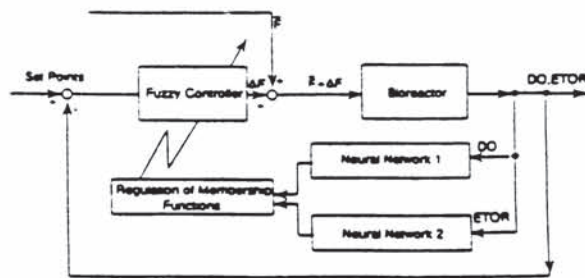 Set Points
Fuzzy Controller
ΔF
Bioreactor
DO, ETOR
DO
Neural Network 1
Regulation of Membership
Functions
ETOR
Neural Network 2